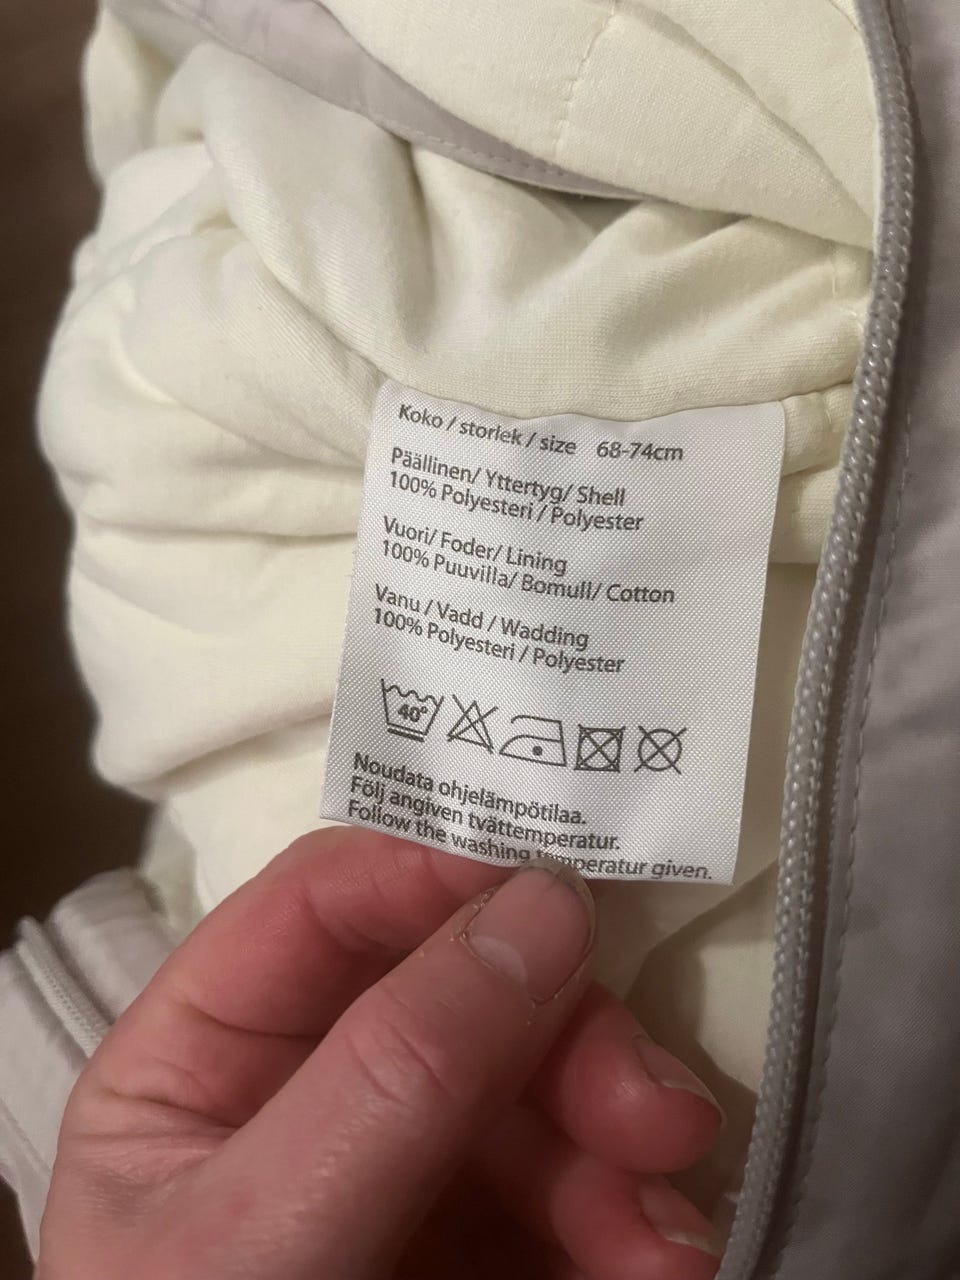 Koko / storlek / size 68-74cm
Päällinen/ Yttertyg/ Shell
100% Polyesteri / Polyester
Vuori/ Foder/ Lining
100% Puuvilla/ Bomull/ Cotton
Vanu / Vadd / Wadding
100% Polyesteri / Polyester
40°
Noudata ohjelämpötilaa.
Följ angiven tvättemperatur.
Follow the washing temperatur given.